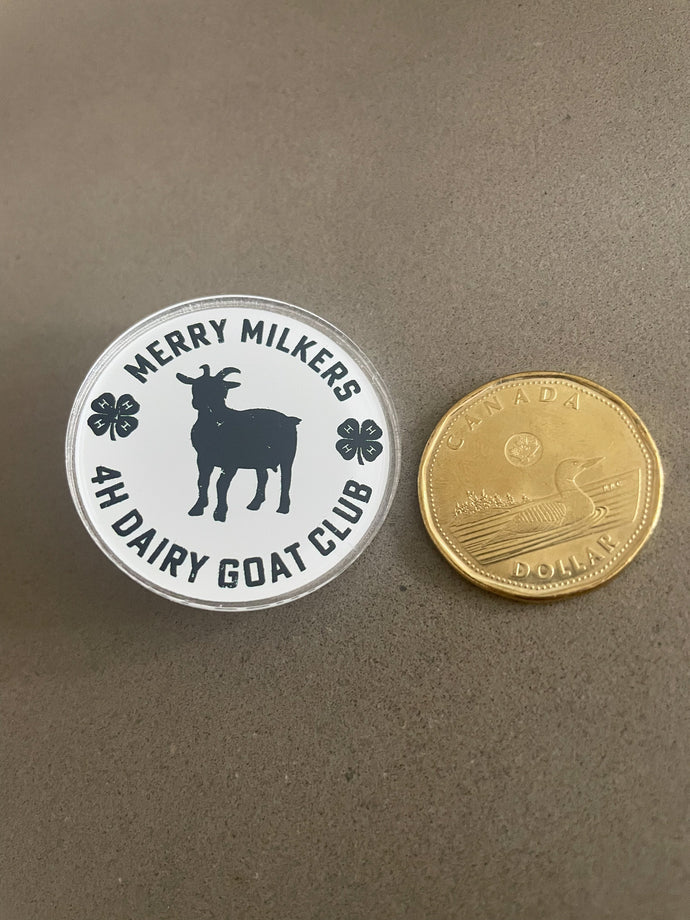 MERRY MILKERS
H H H H
H H H H
4H DAIRY GOAT CLUB
CANADA
DOLLAR